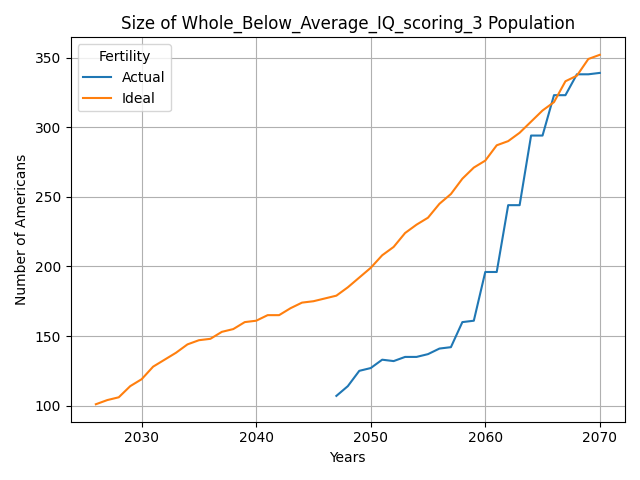 Size of Whole_Below_Average_IQ_scoring_3 Population
Fertility
Actual
Ideal
350
300
250
200
150
100
Number of Americans
2030
2040
2050
2060
2070
Years